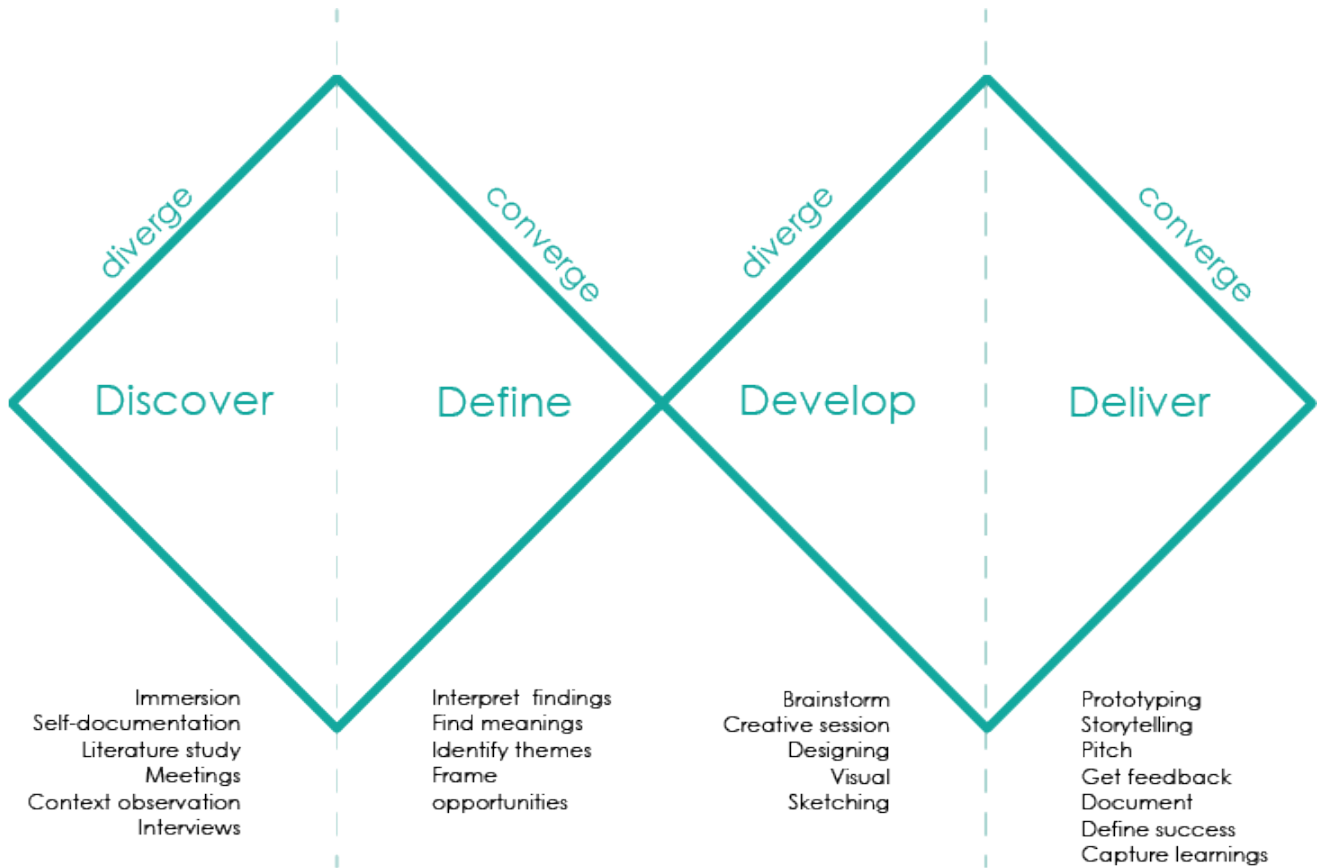 diverge
converge
diverge
converge
Discover
Define
Develop
Deliver
Immersion
Self-documentation
Literature study
Meetings
Context observation
Interviews
Interpret findings
Find meanings
Identify themes
Frame
opportunities
Brainstorm
Creative session
Designing
Visual
Sketching
Prototyping
Storytelling
Pitch
Get feedback
Document
Define success
Capture learnings